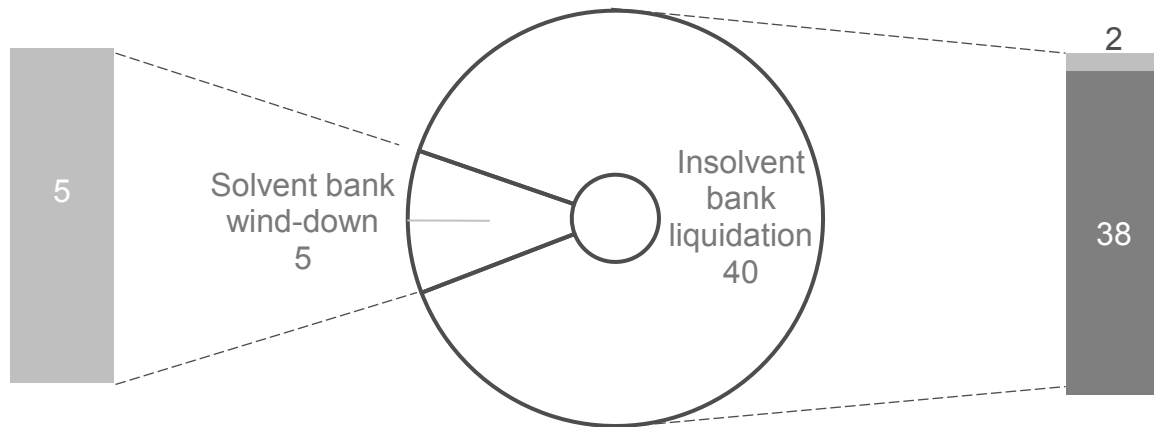 2
5
Solvent bank
wind-down
5
Insolvent
bank
liquidation
40
38